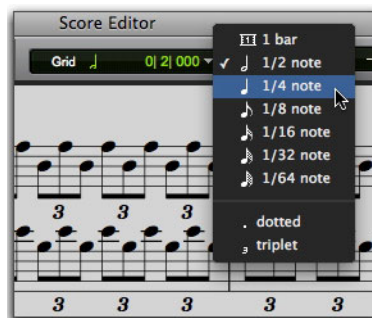 Score Editor
Grid 0| 2| 000
1 bar
✓ 1/2 note
1/4 note
1/8 note
1/16 note
1/32 note
1/64 note
. dotted
3 triplet
3 3 3
3 3 3 3 3